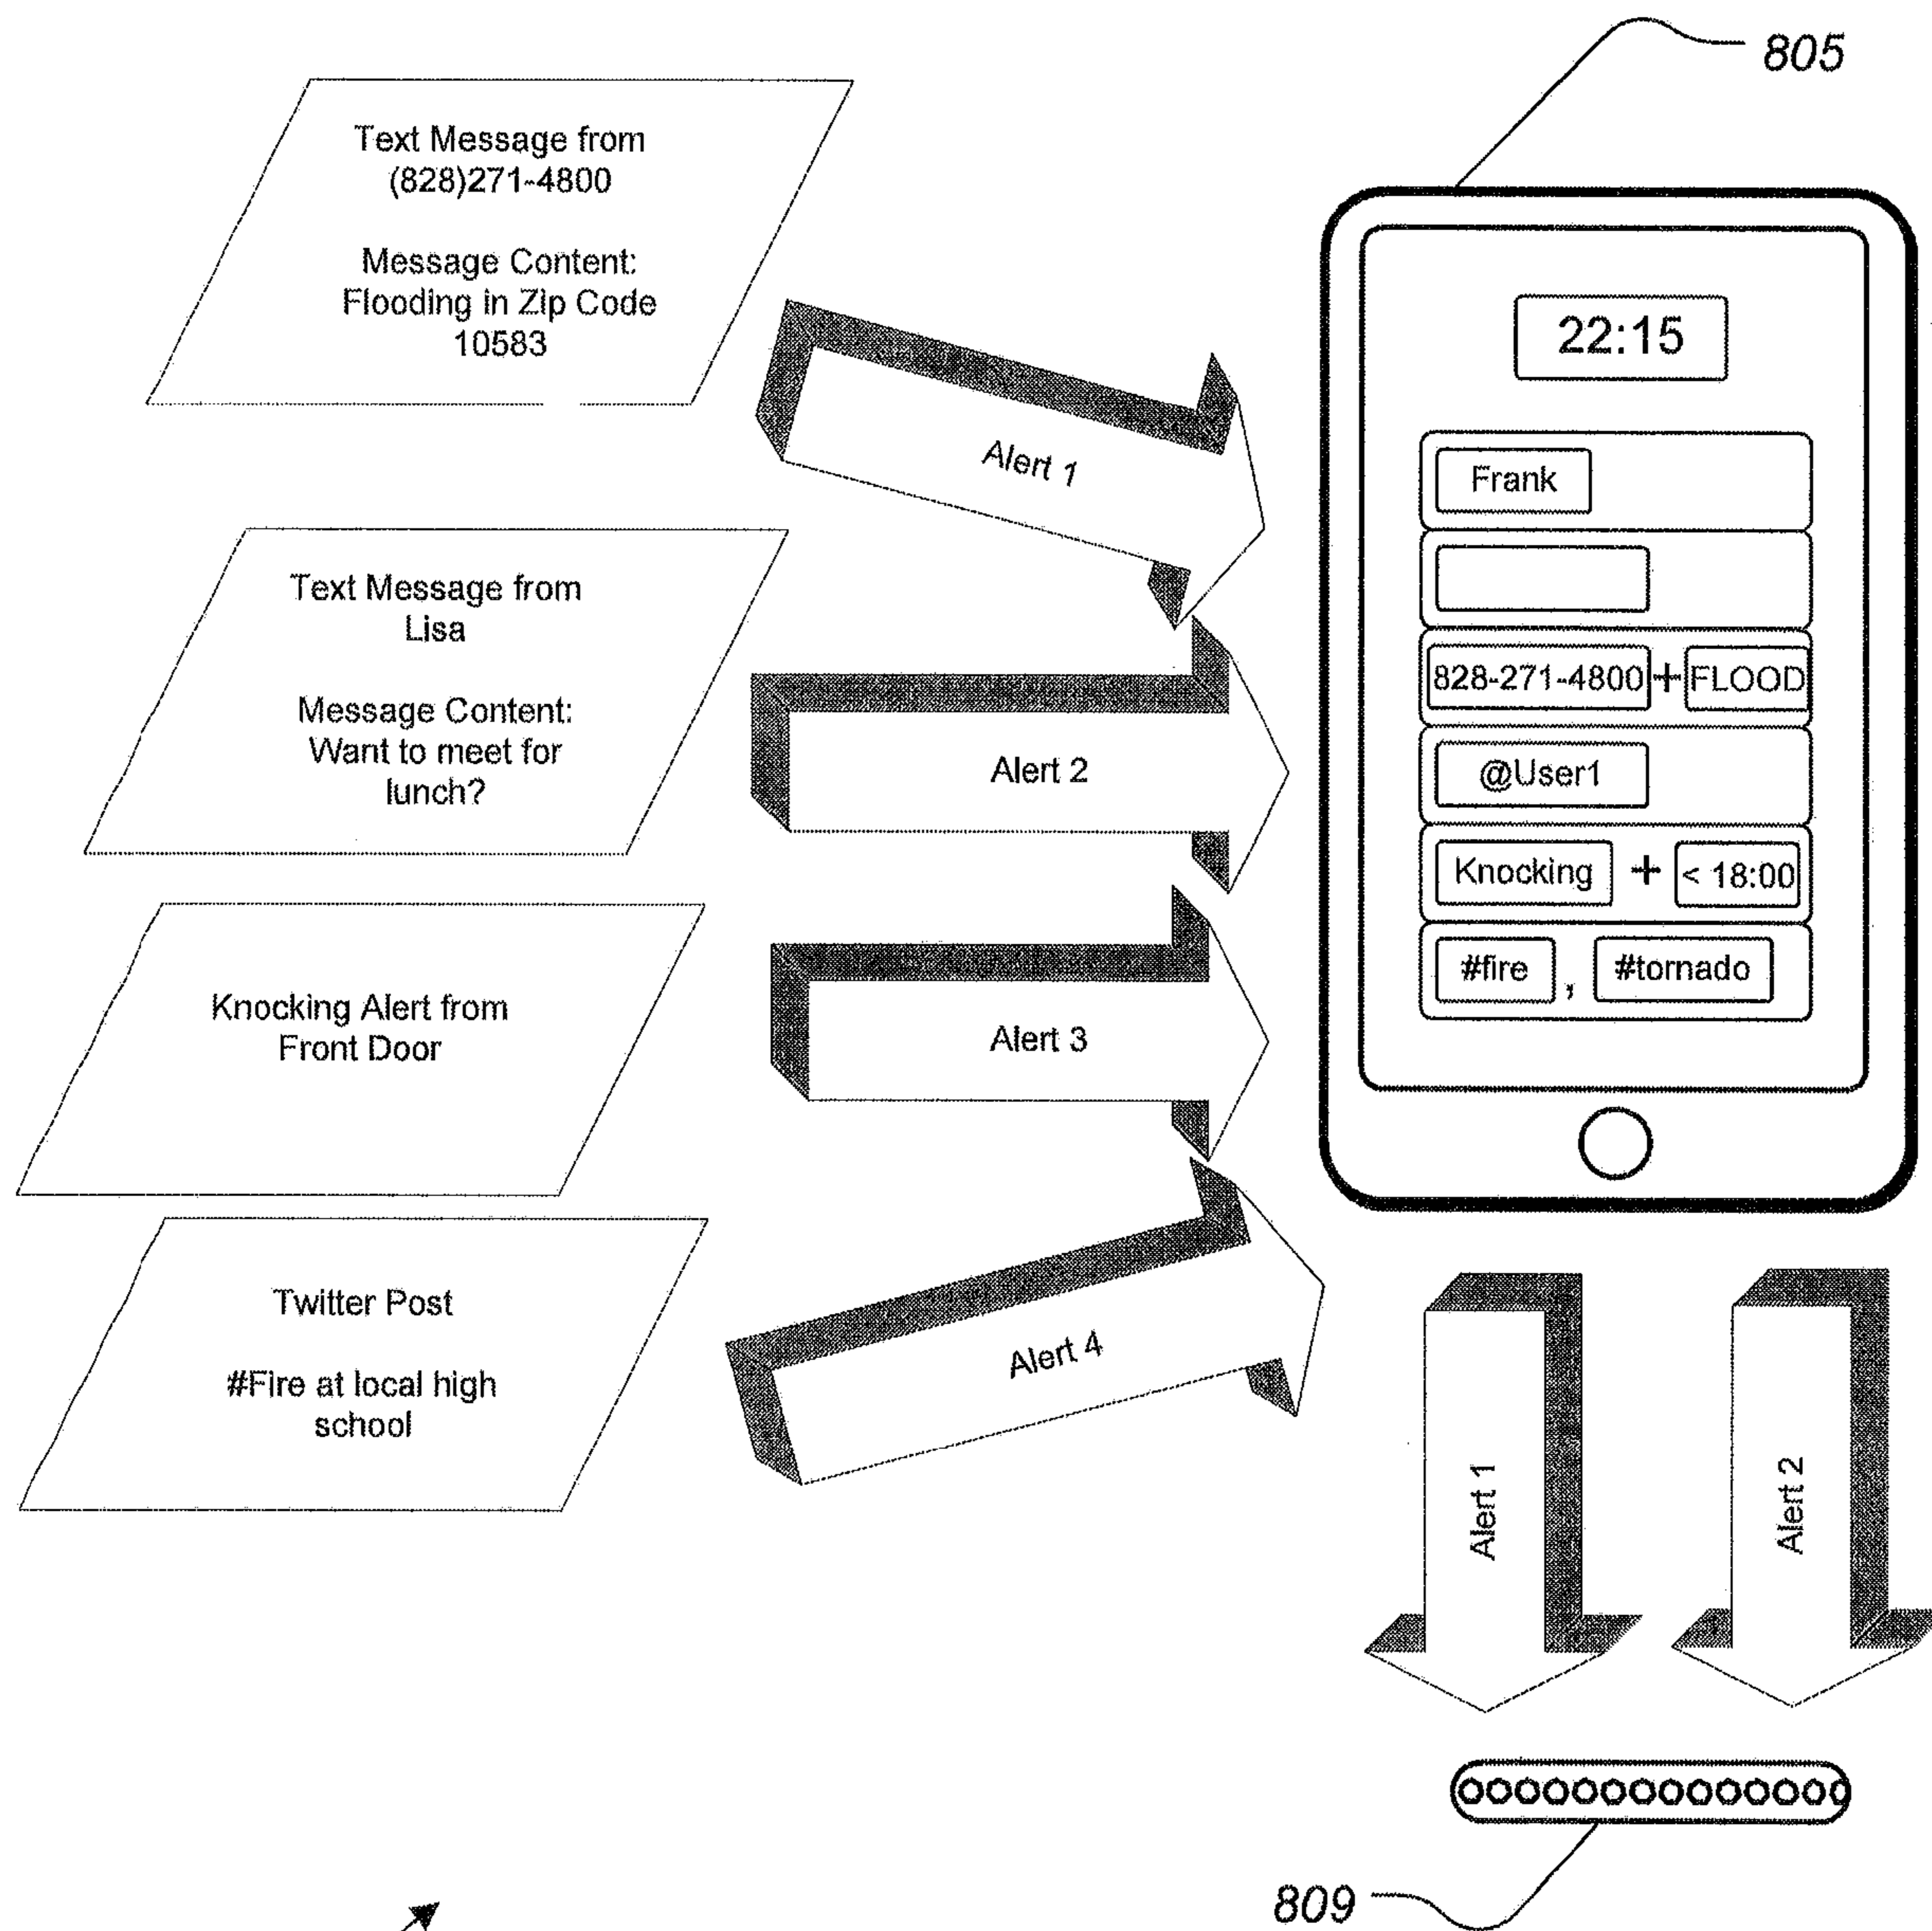 805
Text Message from
(828)271-4800
Message Content:
Flooding in Zip Code
10583
Alert 1
Text Message from
Lisa
Message Content:
Want to meet for
lunch?
Alert 2
Knocking Alert from
Front Door
Alert 3
Twitter Post
#Fire at local high
school
Alert 4
22:15
Frank
828-271-4800 + FLOOD
@User1
Knocking + < 18:00
#fire , #tornado
Alert 1
Alert 2
809